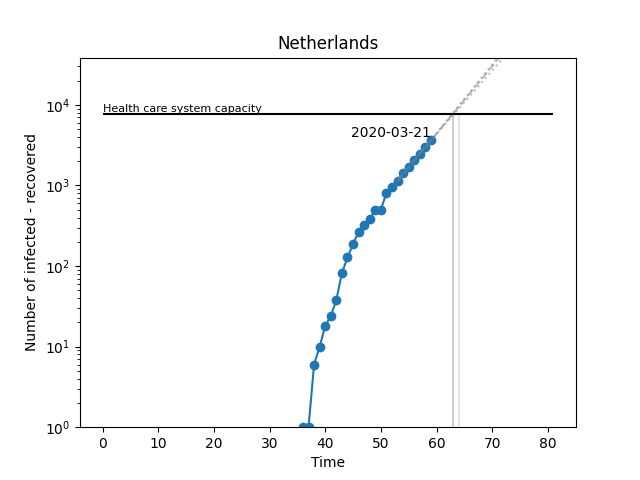 Netherlands
Number of infected - recovered
10^4
10^3
10^2
10^1
10^0
Health care system capacity
2020-03-21
0 10 20 30 40 50 60 70 80
Time